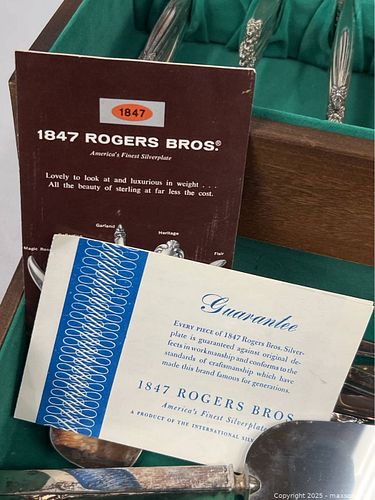 1847
1847 ROGERS BROS.®
America's Finest Silverplate
Lovely to look at and luxurious in weight . . .
All the beauty of sterling at far less the cost.
Garland
Heritage
Magic
Flair
Guarantee
EVERY PIECE of 1847 Rogers Bros. Silver-
plate is guaranteed against original de-
fects in workmanship and conforms to the
standards of craftsmanship which have
made this brand famous for generations.
1847 ROGERS BROS
America's Finest Silverplate
A PRODUCT OF THE INTERNATIONAL
Copyright 2025 -